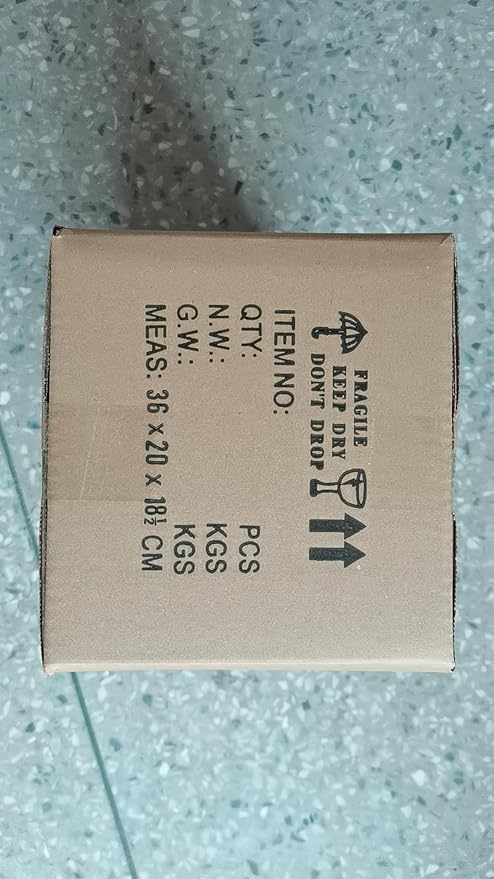 FRAGILE
KEEP DRY
DON'T DROP
ITEM NO:
QTY: PCS
N.W.: KGS
G.W.: KGS
MEAS: 36 x 20 x 18½ CM